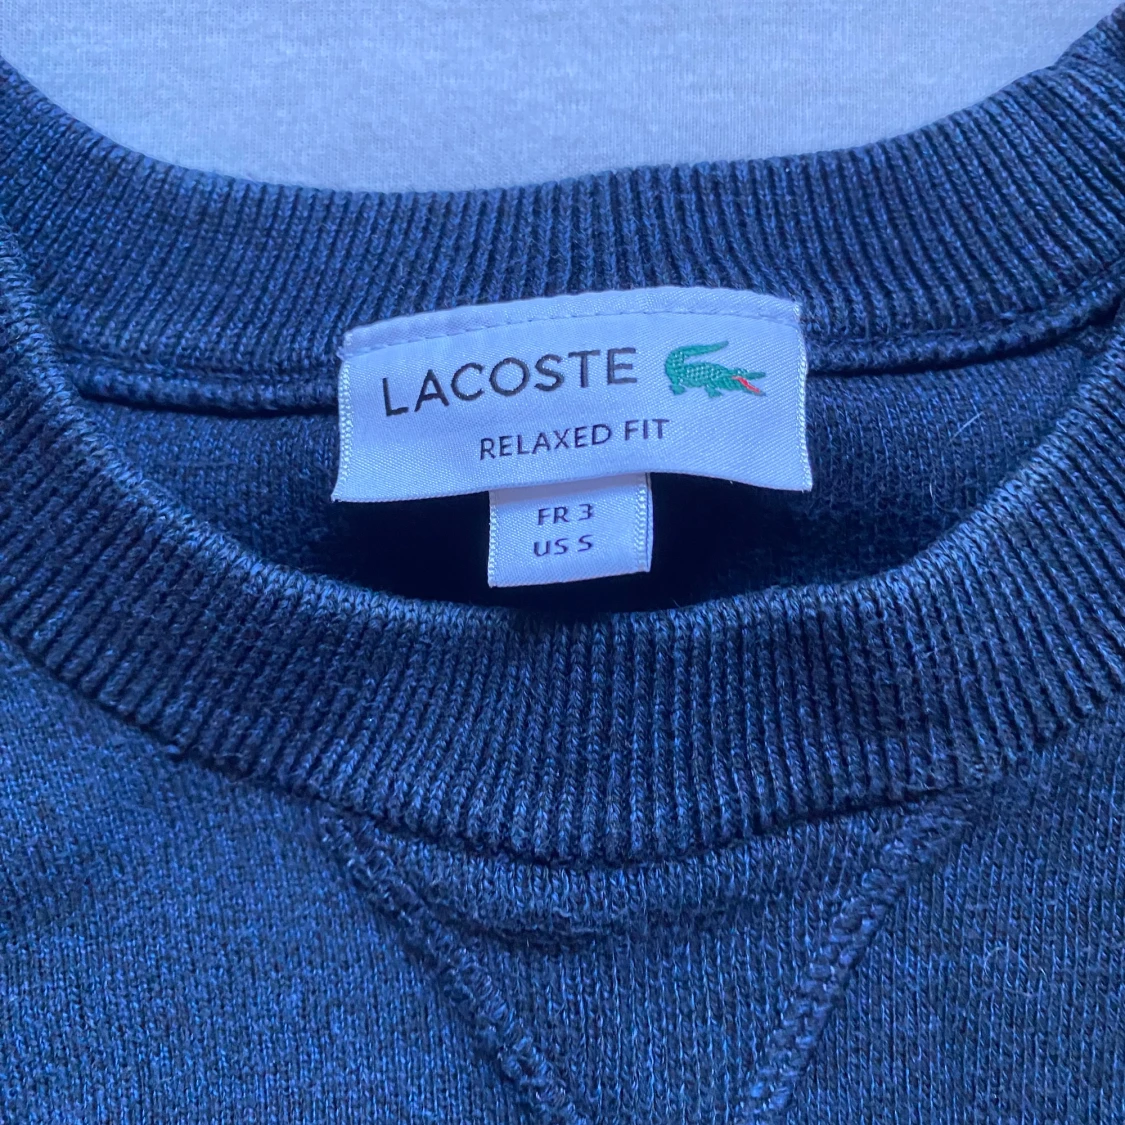 LACOSTE
RELAXED FIT
FR 3
US S